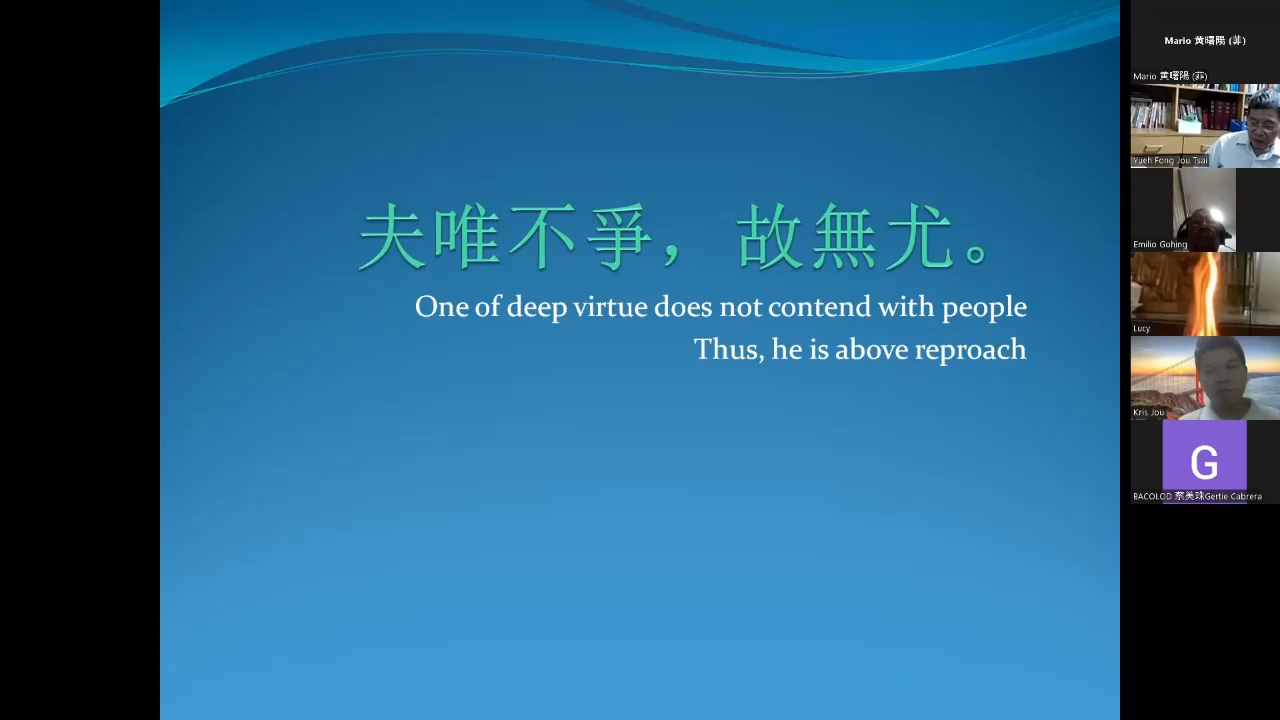 夫唯不爭，故無尤。
One of deep virtue does not contend with people
Thus, he is above reproach
Mario 黄曙陽 (菲)
Mario 黄曙陽 (菲)
Yueh Fong Jou Tsai
Emilio Gohing
Lucy
Kris Jou
G
BACOLOD 蔡美珠Gertie Cabrera